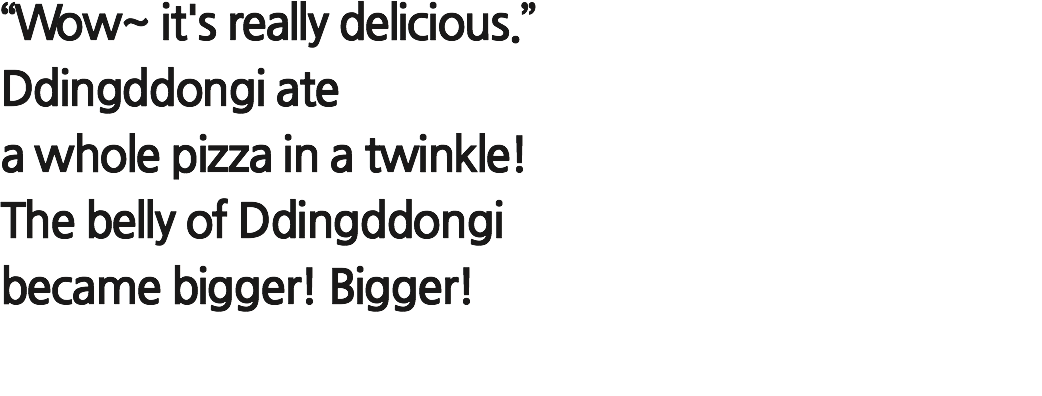 “Wow~ it's really delicious.”
Ddingddongi ate
a whole pizza in a twinkle!
The belly of Ddingddongi
became bigger! Bigger!